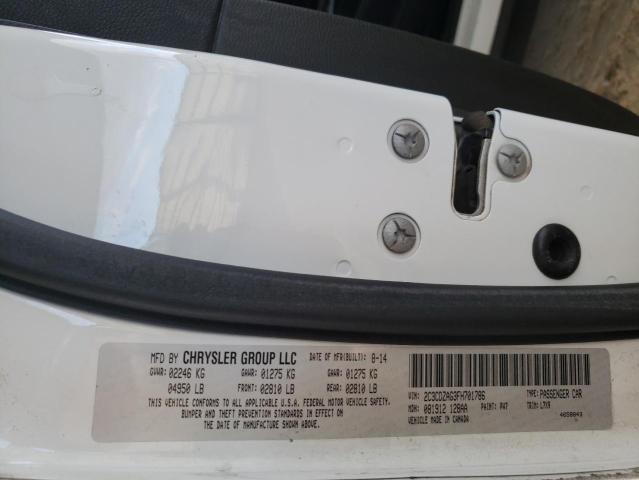 MFD BY CHRYSLER GROUP LLC DATE OF MFR(BUILT): 8-14
GVWR: 02246 KG GAWR: 01275 KG GAWR: 01275 KG
04950 LB FRONT: 02810 LB REAR: 02810 LB
THIS VEHICLE CONFORMS TO ALL APPLICABLE U.S.A. FEDERAL MOTOR VEHICLE SAFETY,
BUMPER AND THEFT PREVENTION STANDARDS IN EFFECT ON
THE DATE OF MANUFACTURE SHOWN ABOVE.
VIN: 2C3CDZAG3FH701786 TYPE: PASSENGER CAR
MDH: 081912 128AA PAINT: PW7 TRIM: L7X9
VEHICLE MADE IN CANADA 4658849